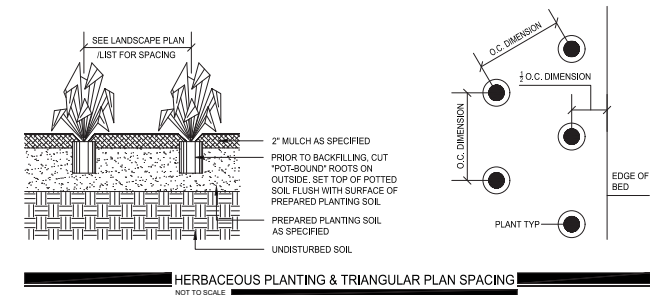 SEE LANDSCAPE PLAN
/LIST FOR SPACING
2" MULCH AS SPECIFIED
PRIOR TO BACKFILLING, CUT
"POT-BOUND" ROOTS ON
OUTSIDE, SET TOP OF POTTED
SOIL FLUSH WITH SURFACE OF
PREPARED PLANTING SOIL
PREPARED PLANTING SOIL
AS SPECIFIED
UNDISTURBED SOIL
O.C. DIMENSION
½ O.C. DIMENSION
O.C. DIMENSION
EDGE OF
BED
PLANT TYP
HERBACEOUS PLANTING & TRIANGULAR PLAN SPACING
NOT TO SCALE